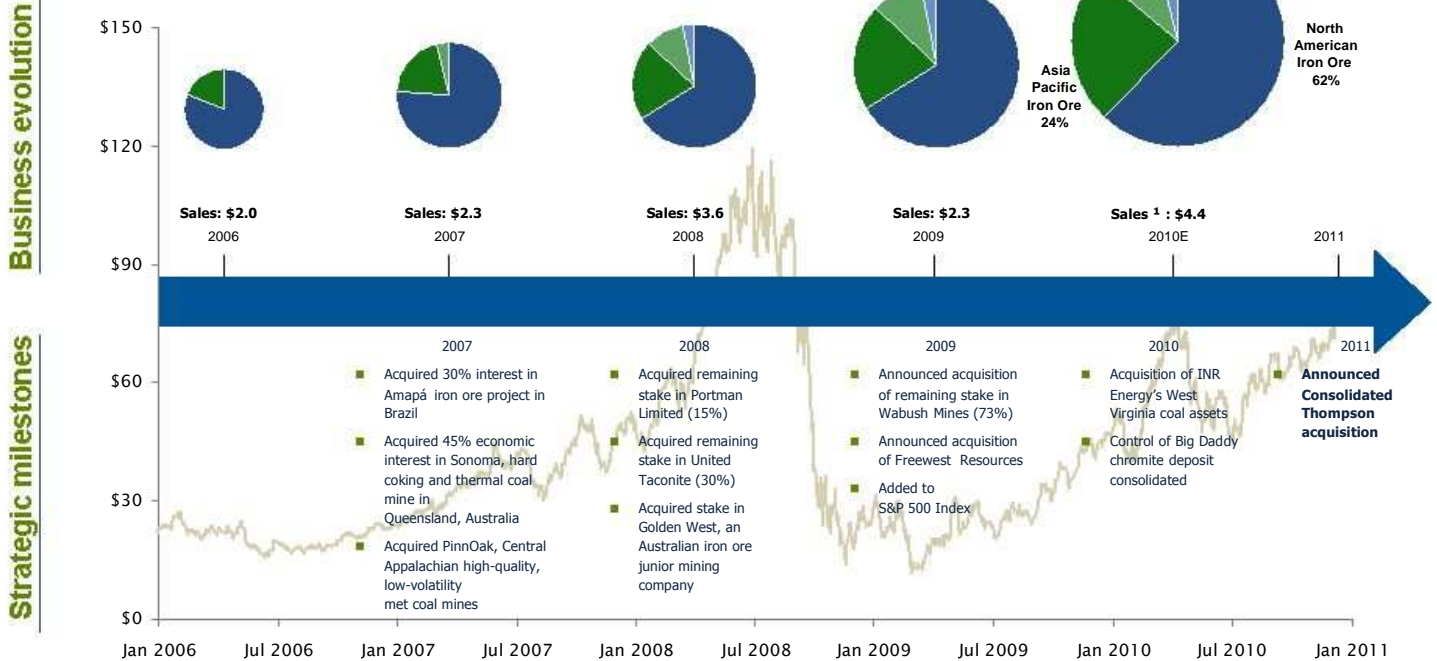 Business evolution
Strategic milestones
$150
$120
$90
$60
$30
$0
North
American
Iron Ore
62%
Asia
Pacific
Iron Ore
24%
Sales: $2.0
2006
Sales: $2.3
2007
Sales: $3.6
2008
Sales: $2.3
2009
Sales ¹ : $4.4
2010E
2011
2007
Acquired 30% interest in
Amapá iron ore project in
Brazil
Acquired 45% economic
interest in Sonoma, hard
coking and thermal coal
mine in
Queensland, Australia
Acquired PinnOak, Central
Appalachian high-quality,
low-volatility
met coal mines
2008
Acquired remaining
stake in Portman
Limited (15%)
Acquired remaining
stake in United
Taconite (30%)
Acquired stake in
Golden West, an
Australian iron ore
junior mining
company
2009
Announced acquisition
of remaining stake in
Wabush Mines (73%)
Announced acquisition
of Freewest Resources
Added to
S&P 500 Index
2010
Acquisition of INR
Energy's West
Virginia coal assets
Control of Big Daddy
chromite deposit
consolidated
2011
Announced
Consolidated
Thompson
acquisition
Jan 2006
Jul 2006
Jan 2007
Jul 2007
Jan 2008
Jul 2008
Jan 2009
Jul 2009
Jan 2010
Jul 2010
Jan 2011